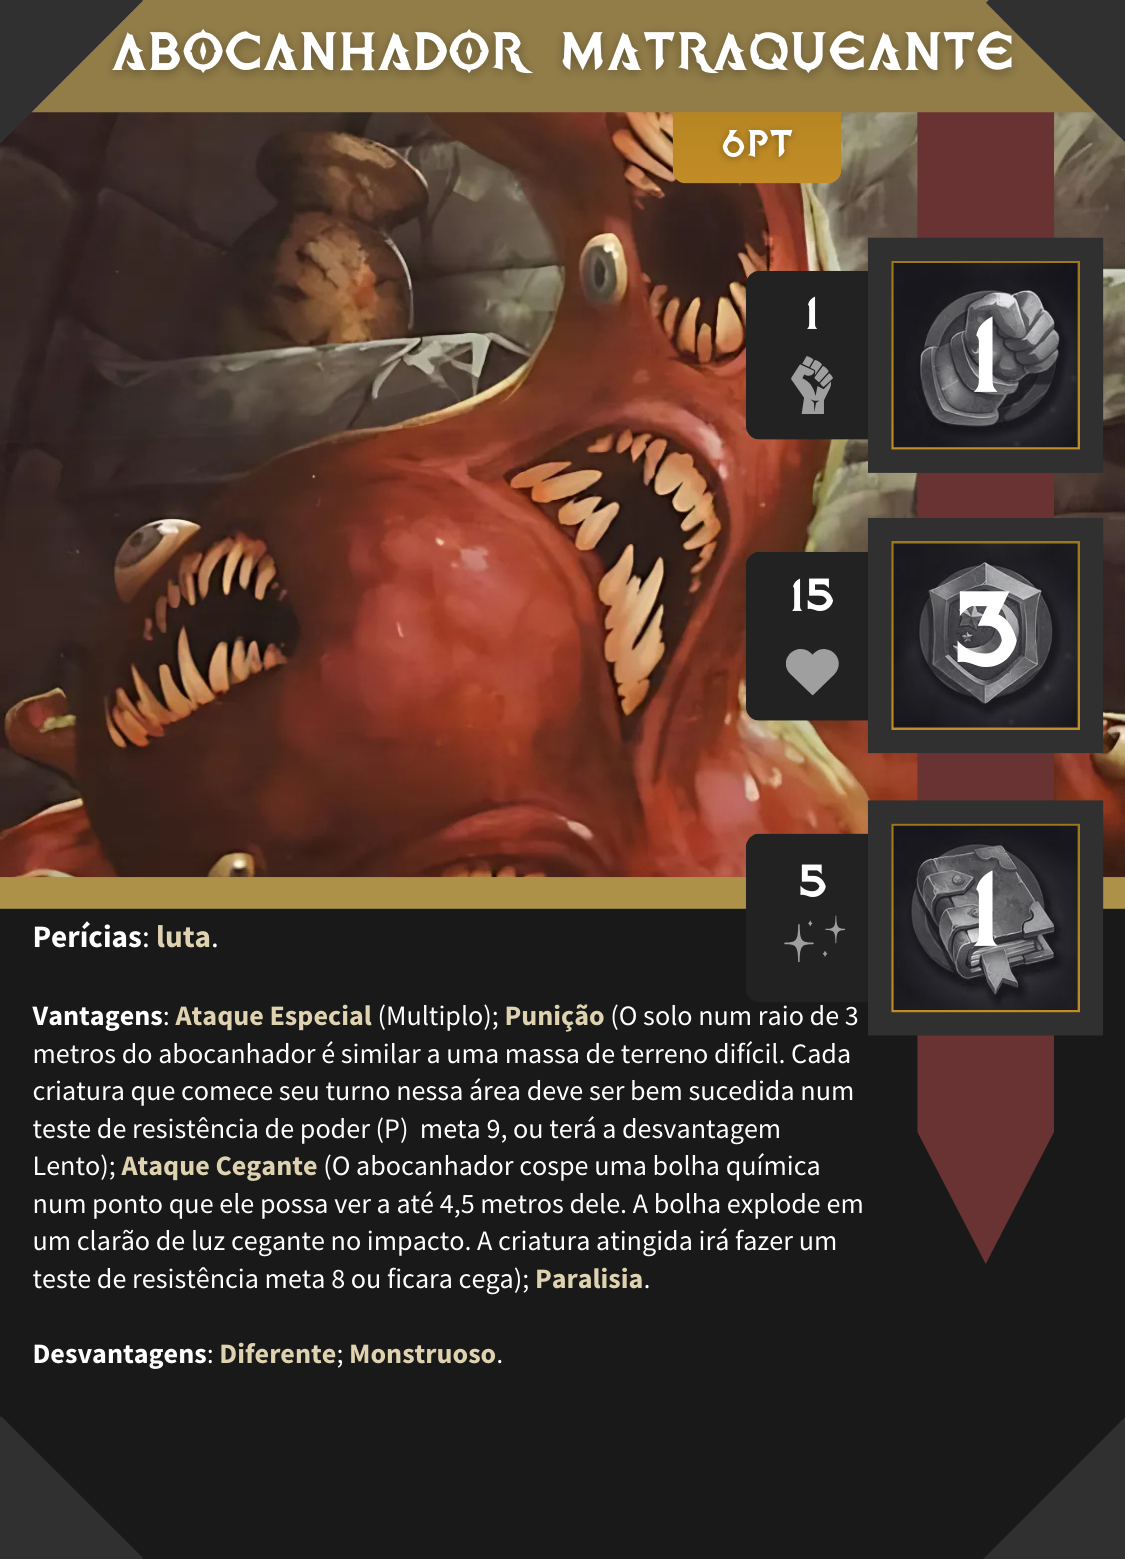 ABOCANHADOR MATRAQUEANTE
6PT
1
1
15
3
5
1
Perícias: luta.
Vantagens: Ataque Especial (Multiplo); Punição (O solo num raio de 3
metros do abocanhador é similar a uma massa de terreno difícil. Cada
criatura que comece seu turno nessa área deve ser bem sucedida num
teste de resistência de poder (P)  meta 9, ou terá a desvantagem
Lento); Ataque Cegante (O abocanhador cospe uma bolha química
num ponto que ele possa ver a até 4,5 metros dele. A bolha explode em
um clarão de luz cegante no impacto. A criatura atingida irá fazer um
teste de resistência meta 8 ou ficara cega); Paralisia.
Desvantagens: Diferente; Monstruoso.